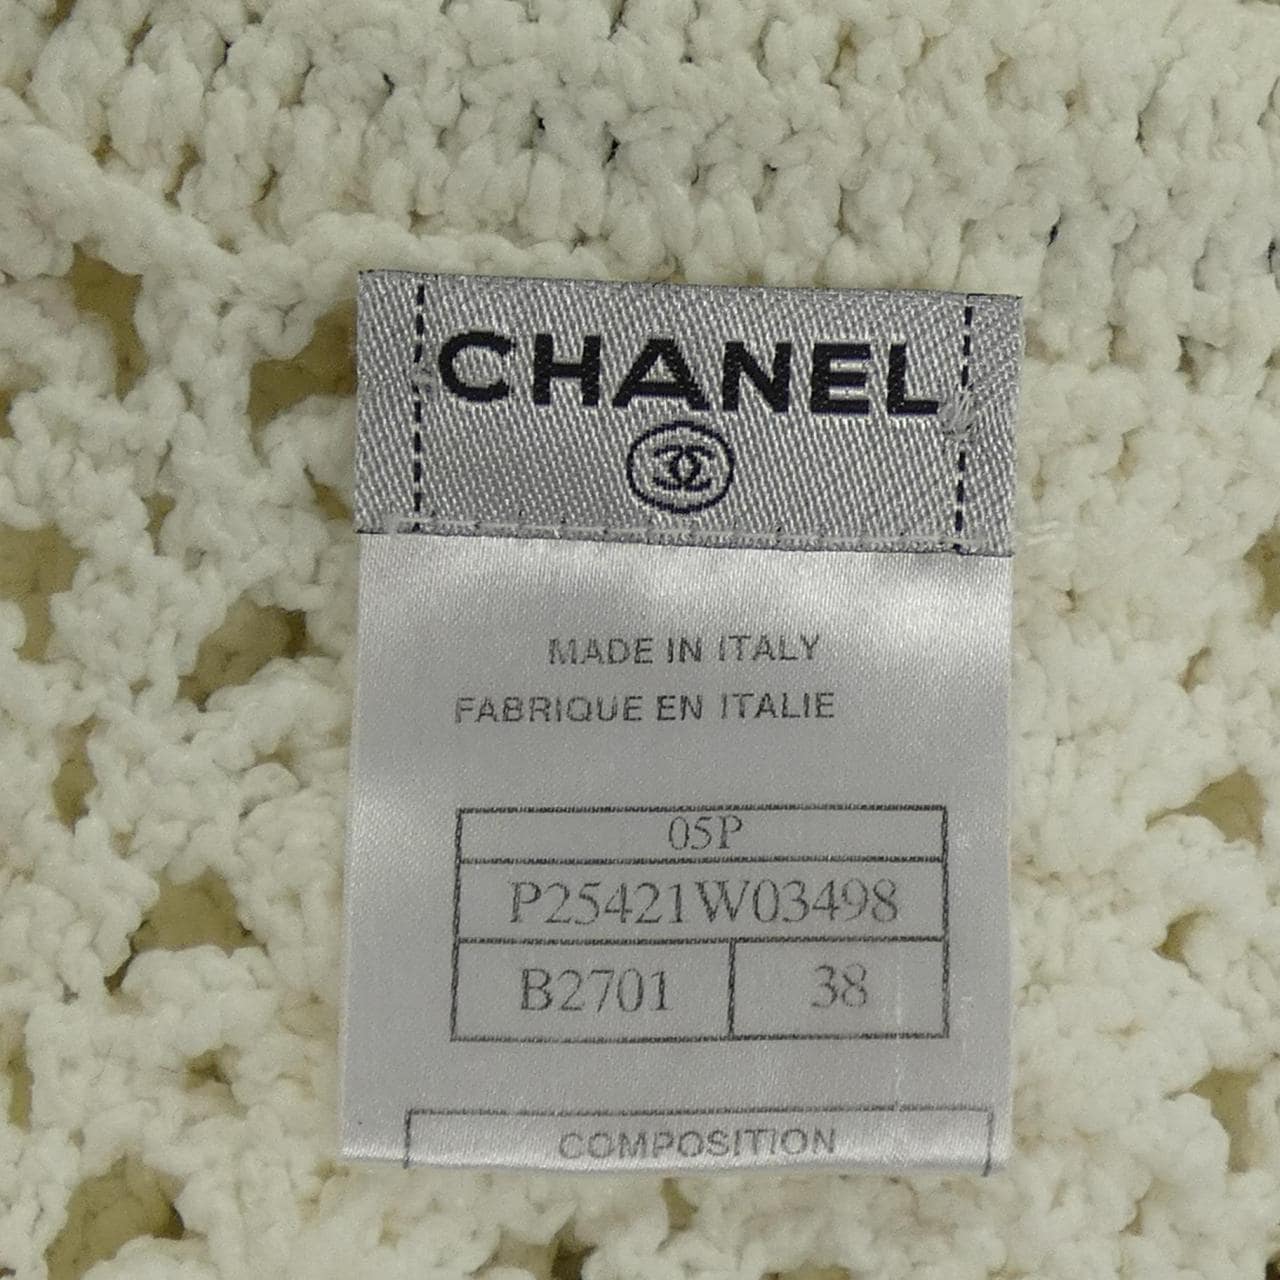 CHANEL
MADE IN ITALY
FABRIQUE EN ITALIE
05P
P25421W03498
B2701 38
COMPOSITION